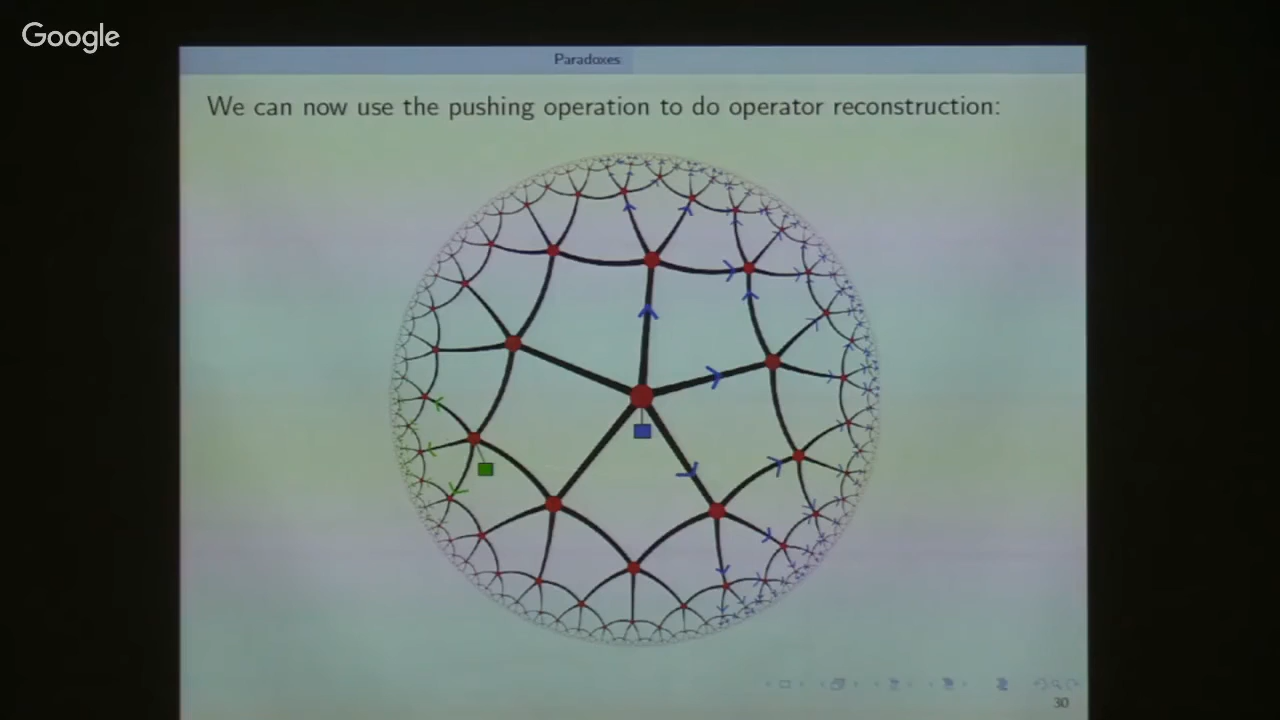 Google
Paradoxes
We can now use the pushing operation to do operator reconstruction:
30